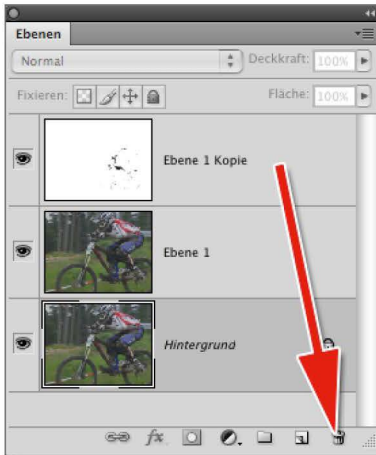 Ebenen
Normal Deckkraft: 100%
Fixieren: Fläche: 100%
Ebene 1 Kopie
Ebene 1
Hintergrund
fx.